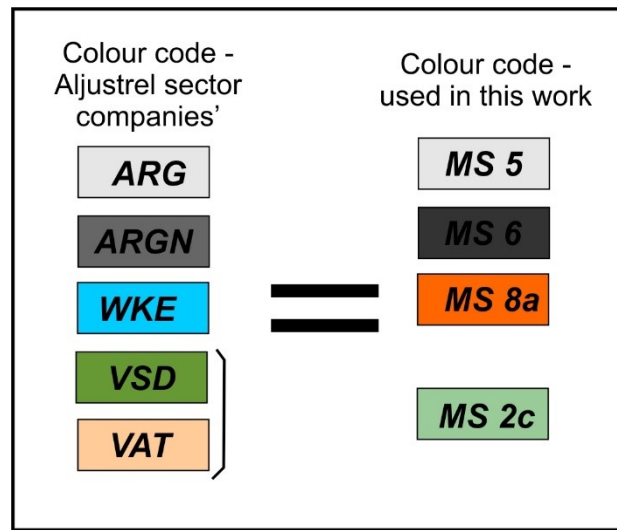 Colour code -
Aljustrel sector
companies’
ARG
ARGN
WKE
VSD
VAT
Colour code -
used in this work
MS 5
MS 6
MS 8a
MS 2c